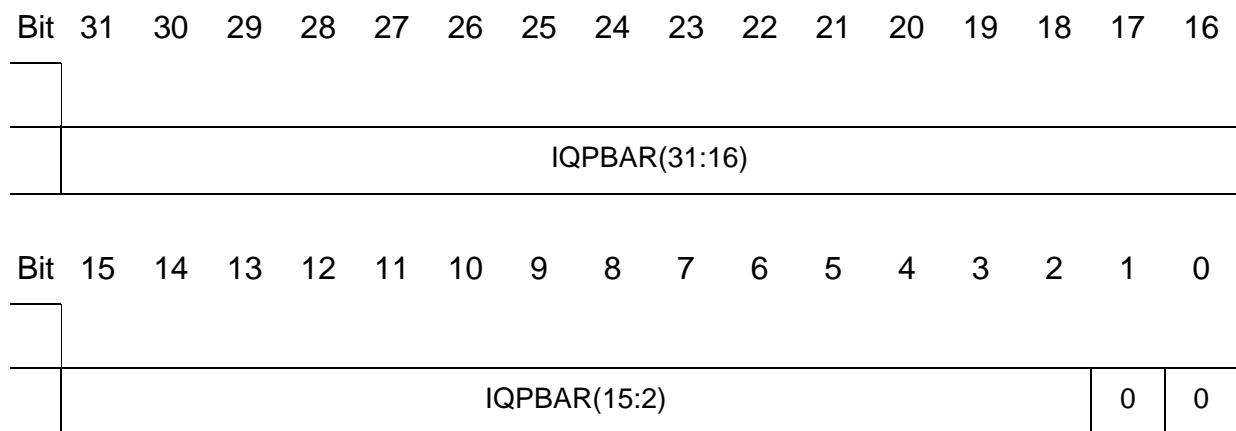 Bit 31 30 29 28 27 26 25 24 23 22 21 20 19 18 17 16
IQPBAR(31:16)
Bit 15 14 13 12 11 10 9 8 7 6 5 4 3 2 1 0
IQPBAR(15:2) 0 0